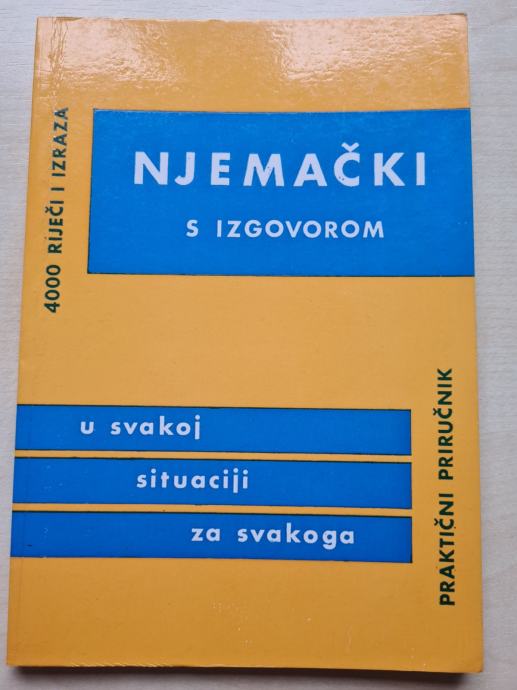 4000 RIJEČI I IZRAZA
NJEMAČKI
S IZGOVOROM
u svakoj
situaciji
za svakoga
PRAKTIČNI PRIRUČNIK